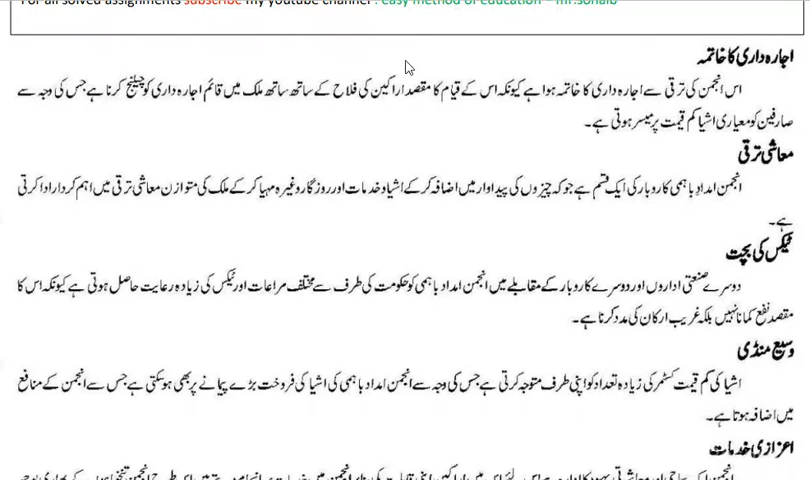 For all solved assignments subscribe my youtube channel : easy method of education – mr.sohaib
اجارہ داری کا خاتمہ
اس انجمن کی ترقی سے اجارہ داری کا خاتمہ ہوا ہے کیونکہ اس کے قیام کا مقصد اراکین کی فلاح کے ساتھ ساتھ ملک میں قائم اجارہ داری کو چیلنج کرنا ہے جس کی وجہ سے
صارفین کو معیاری اشیا کم قیمت پر میسر ہوتی ہے۔
معاشی ترقی
انجمن امداد باہمی کاروبار کی ایک قسم ہے جو کہ چیزوں کی پیداوار میں اضافہ کر کے اشیا و خدمات اور روزگار وغیرہ مہیا کر کے ملک کی متوازن معاشی ترقی میں اہم کردار ادا کرتی
ہے۔
ٹیکس کی بچت
دوسرے صنعتی اداروں اور دوسرے کاروبار کے مقابلے میں انجمن امداد باہمی کو حکومت کی طرف سے مختلف مراعات اور ٹیکس کی زیادہ رعایت حاصل ہوتی ہے کیونکہ اس کا
مقصد نفع کمانا نہیں بلکہ غریب ارکان کی مدد کرنا ہے۔
وسیع منڈی
اشیا کی کم قیمت کسٹمر کی زیادہ تعداد کو اپنی طرف متوجہ کرتی ہے جس کی وجہ سے انجمن امداد باہمی کی اشیا کی فروخت بڑے پیمانے پر بھی ہو سکتی ہے جس سے انجمن کے منافع
میں اضافہ ہوتا ہے۔
اعزازی خدمات